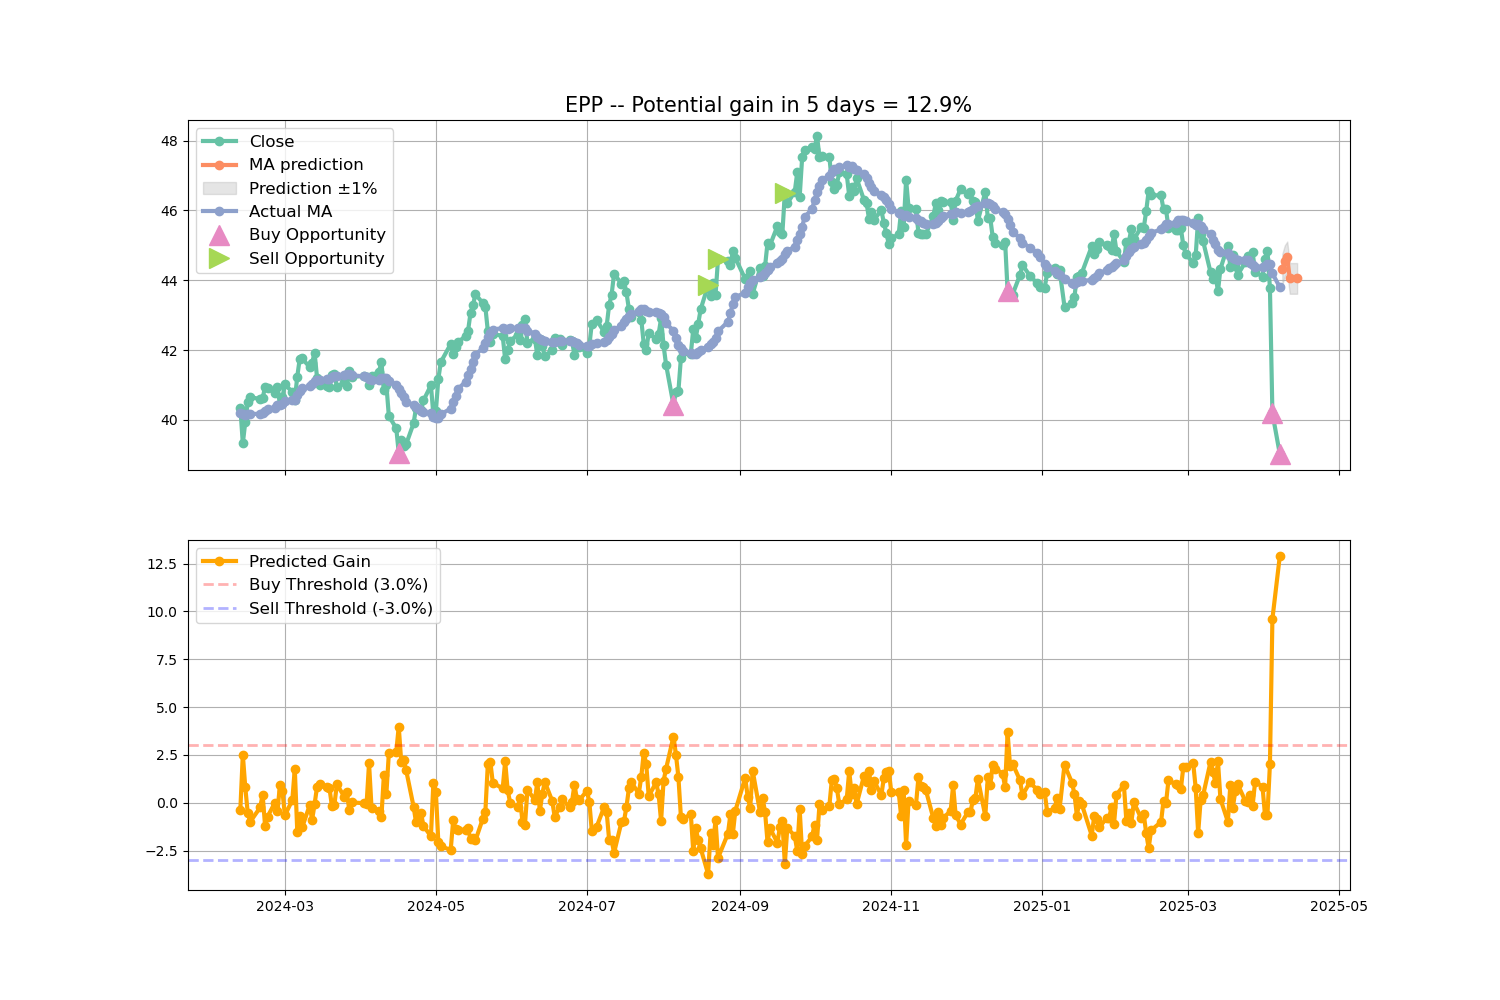 EPP -- Potential gain in 5 days = 12.9%
48
46
44
42
40
Close
MA prediction
Prediction ±1%
Actual MA
Buy Opportunity
Sell Opportunity
12.5
10.0
7.5
5.0
2.5
0.0
−2.5
Predicted Gain
Buy Threshold (3.0%)
Sell Threshold (-3.0%)
2024-03
2024-05
2024-07
2024-09
2024-11
2025-01
2025-03
2025-05